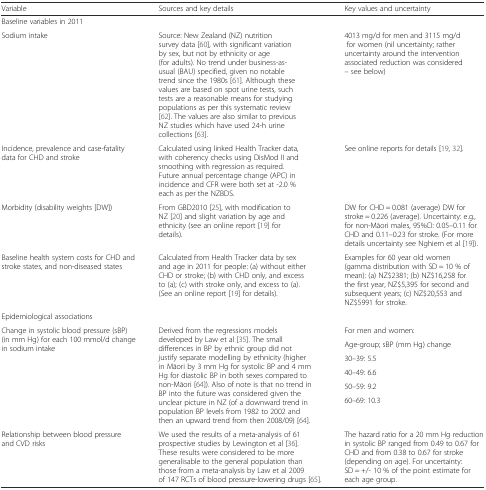 Variable
Sources and key details
Key values and uncertainty
Baseline variables in 2011
Sodium intake
Source: New Zealand (NZ) nutrition
survey data [60], with significant variation
by sex, but not by ethnicity or age
(for adults). No trend under business-as-
usual (BAU) specified, given no notable
trend since the 1980s [61]. Although these
values are based on spot urine tests, such
tests are a reasonable means for studying
populations as per this systematic review
[62]. The values are also similar to previous
NZ studies which have used 24-h urine
collections [63].
4013 mg/d for men and 3115 mg/d
for women (nil uncertainty; rather
uncertainty around the intervention
associated reduction was considered
– see below)
Incidence, prevalence and case-fatality
data for CHD and stroke
Calculated using linked Health Tracker data,
with coherency checks using DisMod II and
smoothing with regression as required.
Future annual percentage change (APC) in
incidence and CFR were both set at -2.0 %
each as per the NZBDS.
See online reports for details [19, 32].
Morbidity (disability weights [DW])
From GBD2010 [25], with modification to
NZ [20] and slight variation by age and
ethnicity (see an online report [19] for
details).
DW for CHD = 0.081 (average) DW for
stroke = 0.226 (average). Uncertainty: e.g.,
for non-Māori males, 95%CI: 0.05–0.11 for
CHD and 0.11–0.23 for stroke. (For more
details uncertainty see Nghiem et al [19]).
Baseline health system costs for CHD and
stroke states, and non-diseased states
Calculated from Health Tracker data by sex
and age in 2011 for people: (a) without either
CHD or stroke; (b) with CHD only, and excess
to (a); (c) with stroke only, and excess to (a).
(See an online report [19] for details).
Examples for 60 year old women
(gamma distribution with SD = 10 % of
mean): (a) NZ$2381; (b) NZ$16,258 for
the first year, NZ$5,395 for second and
subsequent years; (c) NZ$20,553 and
NZ$5991 for stroke.
Epidemiological associations
Change in systolic blood pressure (sBP)
(in mm Hg) for each 100 mmol/d change
in sodium intake
Derived from the regression models
developed by Law et al [35]. The small
differences in BP by ethnic group did not
justify separate modelling by ethnicity (higher
in Māori by 3 mm Hg for systolic BP and 4 mm
Hg for diastolic BP in both sexes compared to
non-Māori [64]). Also of note is that no trend in
BP into the future was considered given the
unclear picture in NZ (of a downward trend in
population BP levels from 1982 to 2002 and
then an upward trend from then 2008/09) [64].
For men and women:
Age-group; sBP (mm Hg) change
30–39: 5.5
40–49: 6.6
50–59: 9.2
60–69: 10.3
Relationship between blood pressure
and CVD risks
We used the results of a meta-analysis of 61
prospective studies by Lewington et al [36].
These results were considered to be more
generalisable to the general population than
those from a meta-analysis by Law et al 2009
of 147 RCTs of blood pressure-lowering drugs [65].
The hazard ratio for a 20 mm Hg reduction
in systolic BP ranged from 0.49 to 0.67 for
CHD and from 0.38 to 0.67 for stroke
(depending on age). For uncertainty:
SD = +/- 10 % of the point estimate for
each age group.